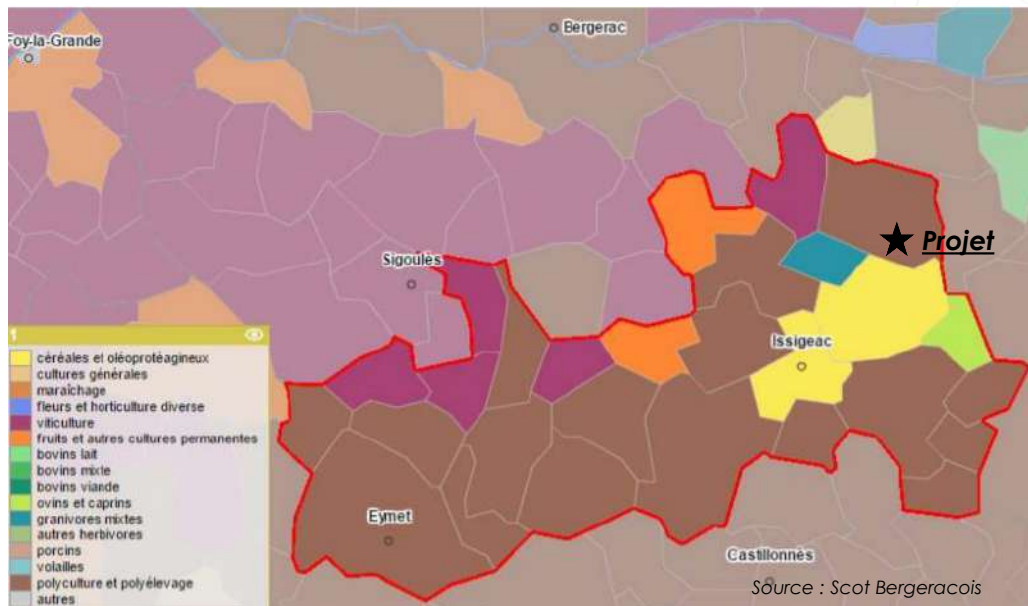 Foy-la-Grande
Bergerac
Projet
Sigoulès
Issigeac
1
céréales et oléoprotéagineux
cultures générales
maraîchage
fleurs et horticulture diverse
viticulture
fruits et autres cultures permanentes
bovins lait
bovins mixte
bovins viande
ovins et caprins
granivores mixtes
autres herbivores
porcins
volailles
polyculture et polyélevage
autres
Eymet
Castillonnès
Source : Scot Bergeracois